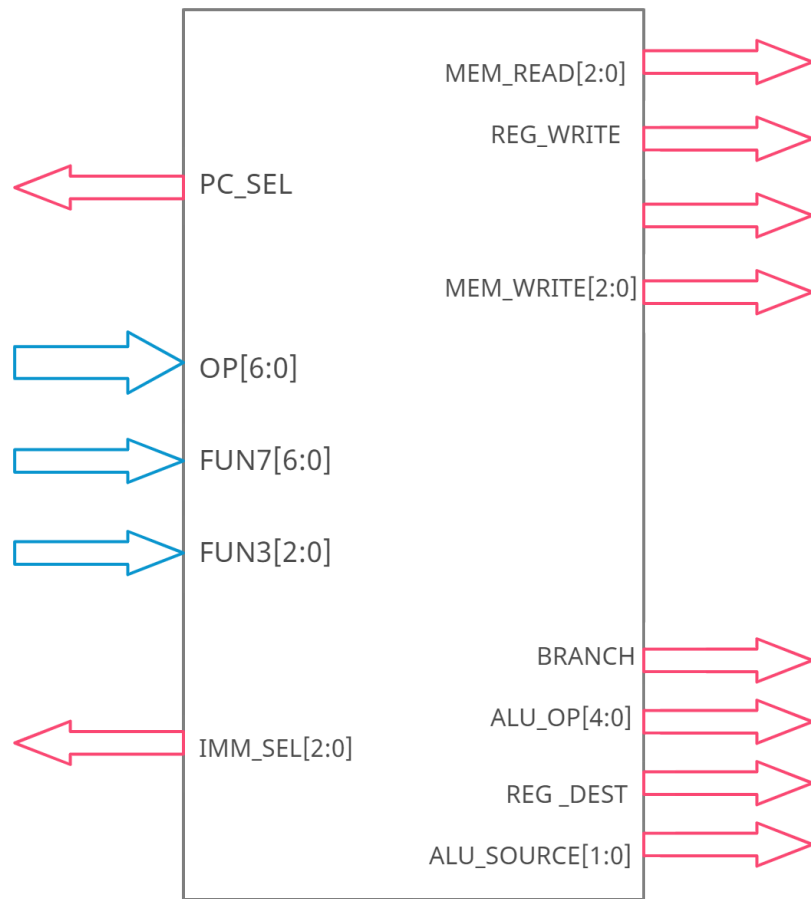 MEM_READ[2:0]
REG_WRITE
PC_SEL
MEM_WRITE[2:0]
OP[6:0]
FUN7[6:0]
FUN3[2:0]
BRANCH
ALU_OP[4:0]
IMM_SEL[2:0]
REG _DEST
ALU_SOURCE[1:0]